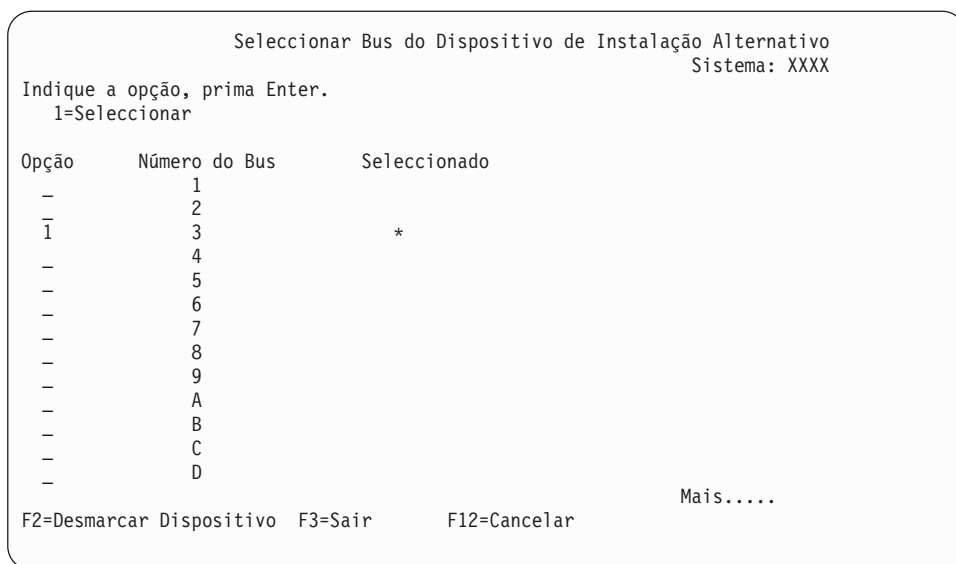 Seleccionar Bus do Dispositivo de Instalação Alternativo
Sistema: XXXX
Indique a opção, prima Enter.
1=Seleccionar
Opção Número do Bus Seleccionado
_ 1
_ 2
1 3 *
_ 4
_ 5
_ 6
_ 7
_ 8
_ 9
_ A
_ B
_ C
_ D
Mais.....
F2=Desmarcar Dispositivo F3=Sair F12=Cancelar